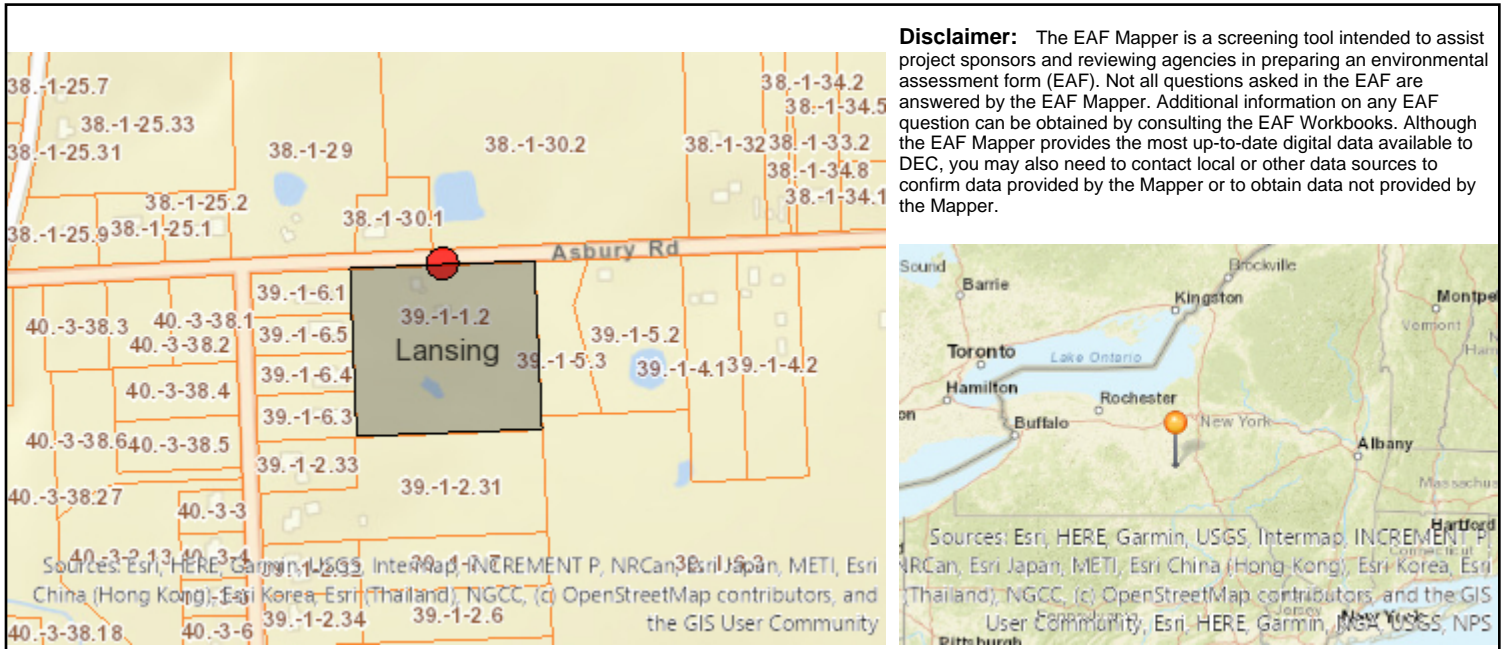 Disclaimer: The EAF Mapper is a screening tool intended to assist
project sponsors and reviewing agencies in preparing an environmental
assessment form (EAF). Not all questions asked in the EAF are
answered by the EAF Mapper. Additional information on any EAF
question can be obtained by consulting the EAF Workbooks. Although
the EAF Mapper provides the most up-to-date digital data available to
DEC, you may also need to contact local or other data sources to
confirm data provided by the Mapper or to obtain data not provided by
the Mapper.
38.-1-25.7
38.-1-34.2
38.-1-34.5
38.-1-25.33
38.-1-25.31
38.-1-29
38.-1-30.2
38.-1-32
38.-1-33.2
38.-1-34.8
38.-1-25.2
38.-1-34.1
38.-1-30.1
38.-1-25.9
38.-1-25.1
Asbury Rd
39.-1-6.1
39.-1-1.2
40.-3-38.3
40.-3-38.1
39.-1-6.5
39.-1-5.2
40.-3-38.2
Lansing
39.-1-5.3
39.-1-4.1
39.-1-4.2
39.-1-6.4
40.-3-38.4
39.-1-6.3
40.-3-38.6
40.-3-38.5
39.-1-2.33
39.-1-2.31
40.-3-38.27
40.-3-3
Sources: Esri, HERE, Garmin, USGS, Intermap, INCREMENT P, NRCan, Esri Japan, METI, Esri
China (Hong Kong), Esri Korea, Esri (Thailand), NGCC, (c) OpenStreetMap contributors, and
the GIS User Community
40.-3-2.13
40.-3-4
39.-1-2.34
39.-1-2.6
40.-3-38.18
40.-3-6
Sound
Brockville
Barrie
Kingston
Montpel
Vermont
Toronto
Lake Ontario
Hamilton
Rochester
Buffalo
New York
Albany
Massachus
Hartford
Connecticut
Sources: Esri, HERE, Garmin, USGS, Intermap, INCREMENT P,
NRCan, Esri Japan, METI, Esri China (Hong Kong), Esri Korea, Esri
(Thailand), NGCC, (c) OpenStreetMap contributors, and the GIS
User Community, Esri, HERE, Garmin, NGA, USGS, NPS
Pennsylvania
New York
Pittsburgh